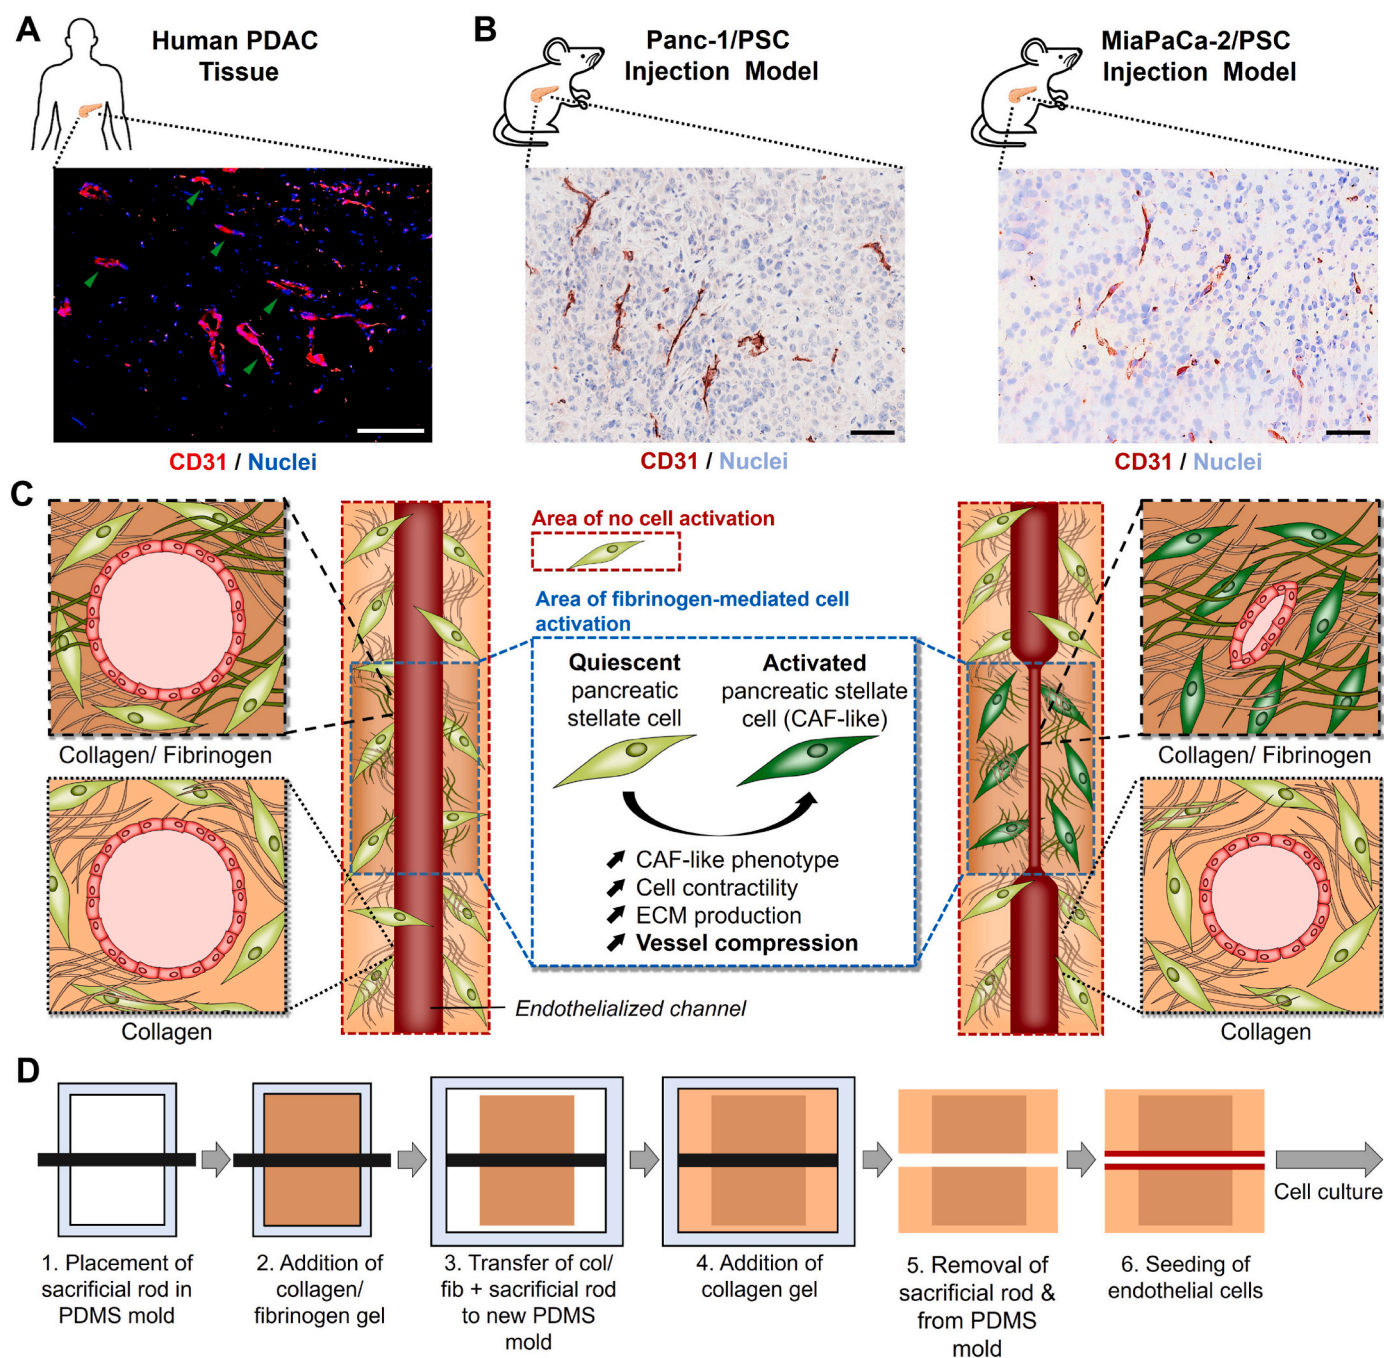 A
Human PDAC
Tissue
CD31 / Nuclei
B
Panc-1/PSC
Injection Model
CD31 / Nuclei
MiaPaCa-2/PSC
Injection Model
CD31 / Nuclei
C
Collagen/ Fibrinogen
Collagen
Area of no cell activation
Area of fibrinogen-mediated cell
activation
Quiescent
pancreatic
stellate cell
Activated
pancreatic stellate
cell (CAF-like)
CAF-like phenotype
Cell contractility
ECM production
Vessel compression
Endothelialized channel
Collagen/ Fibrinogen
Collagen
D
1. Placement of
sacrificial rod in
PDMS mold
2. Addition of
collagen/
fibrinogen gel
3. Transfer of col/
fib + sacrificial rod
to new PDMS
mold
4. Addition of
collagen gel
5. Removal of
sacrificial rod &
from PDMS
mold
6. Seeding of
endothelial cells
Cell culture